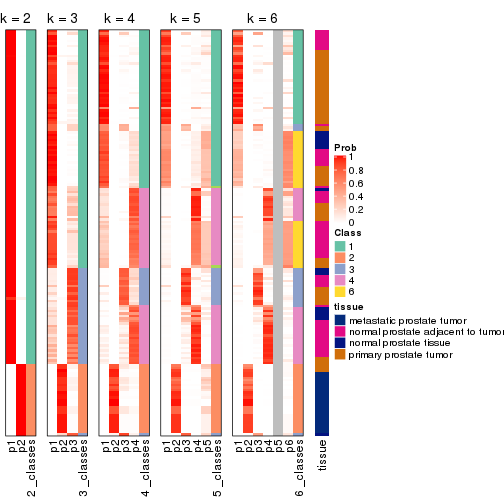 k = 2 k = 3 k = 4 k = 5 k = 6
Prob
1
0.8
0.6
0.4
0.2
0
Class
1
2
3
4
6
tissue
metastatic prostate tumor
normal prostate adjacent to tumor
normal prostate tissue
primary prostate tumor
p1 p2 2_classes p1 p2 p3 3_classes p1 p2 p3 p4 4_classes p1 p2 p3 p4 p5 5_classes p1 p2 p3 p4 p5 p6 6_classes tissue